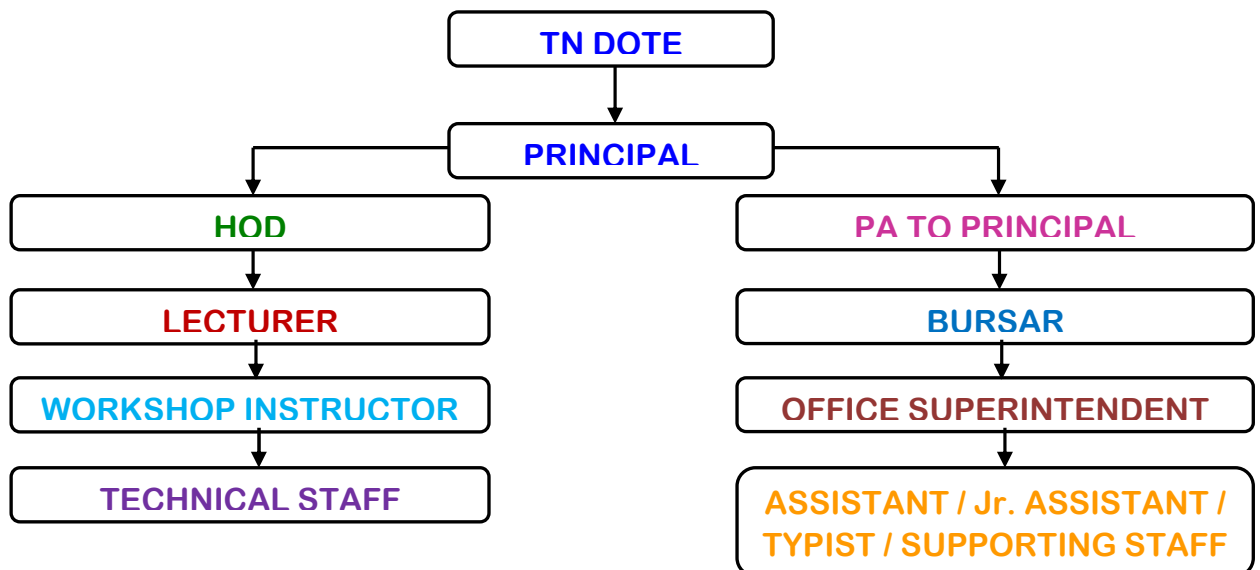 TN DOTE
PRINCIPAL
HOD
PA TO PRINCIPAL
LECTURER
BURSAR
WORKSHOP INSTRUCTOR
OFFICE SUPERINTENDENT
TECHNICAL STAFF
ASSISTANT / Jr. ASSISTANT /
TYPIST / SUPPORTING STAFF